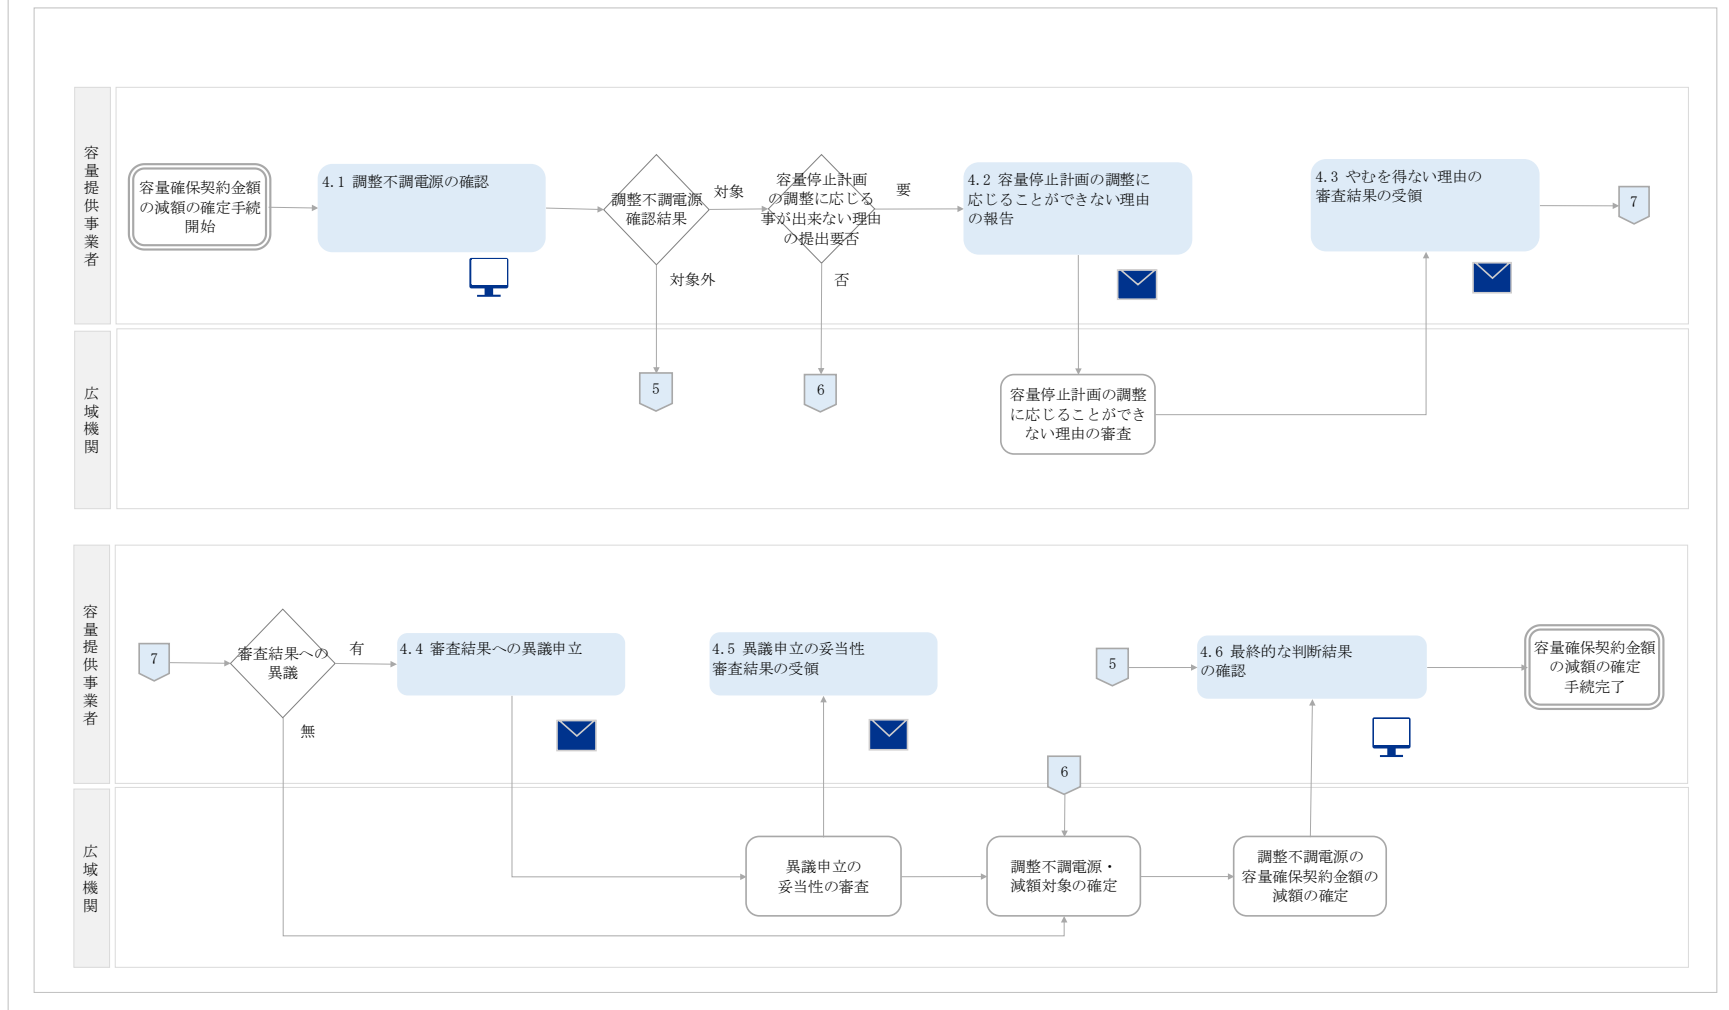 容量提供事業者
容量確保契約金額
の減額の確定手続
開始
4.1 調整不調電源の確認
調整不調電源
確認結果
対象
対象外
容量停止計画
の調整に応じる
事が出来ない理由
の提出要否
要
否
4.2 容量停止計画の調整に
応じることができない理由
の報告
4.3 やむを得ない理由の
審査結果の受領
7
広域機関
5
6
容量停止計画の調整
に応じることができ
ない理由の審査
容量提供事業者
7
審査結果への
異議
有
無
4.4 審査結果への異議申立
4.5 異議申立の妥当性
審査結果の受領
5
4.6 最終的な判断結果
の確認
容量確保契約金額
の減額の確定
手続完了
6
広域機関
異議申立の
妥当性の審査
調整不調電源・
減額対象の確定
調整不調電源の
容量確保契約金額の
減額の確定